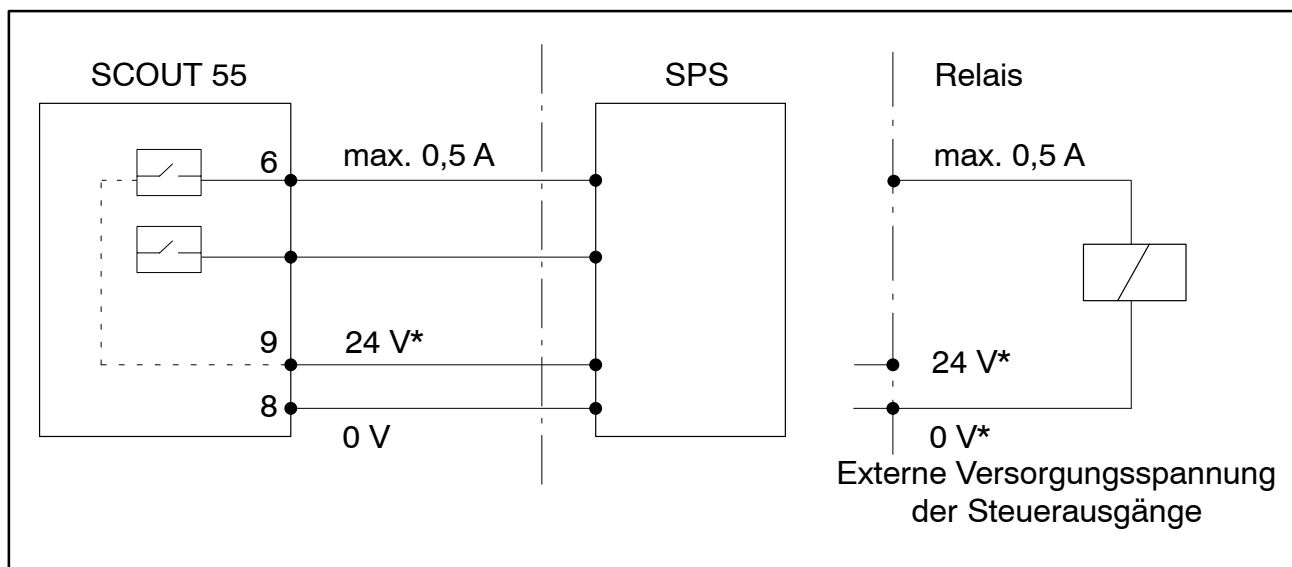 SCOUT 55
SPS
Relais
6
max. 0,5 A
max. 0,5 A
9
24 V*
24 V*
8
0 V
0 V*
Externe Versorgungsspannung
der Steuerausgänge